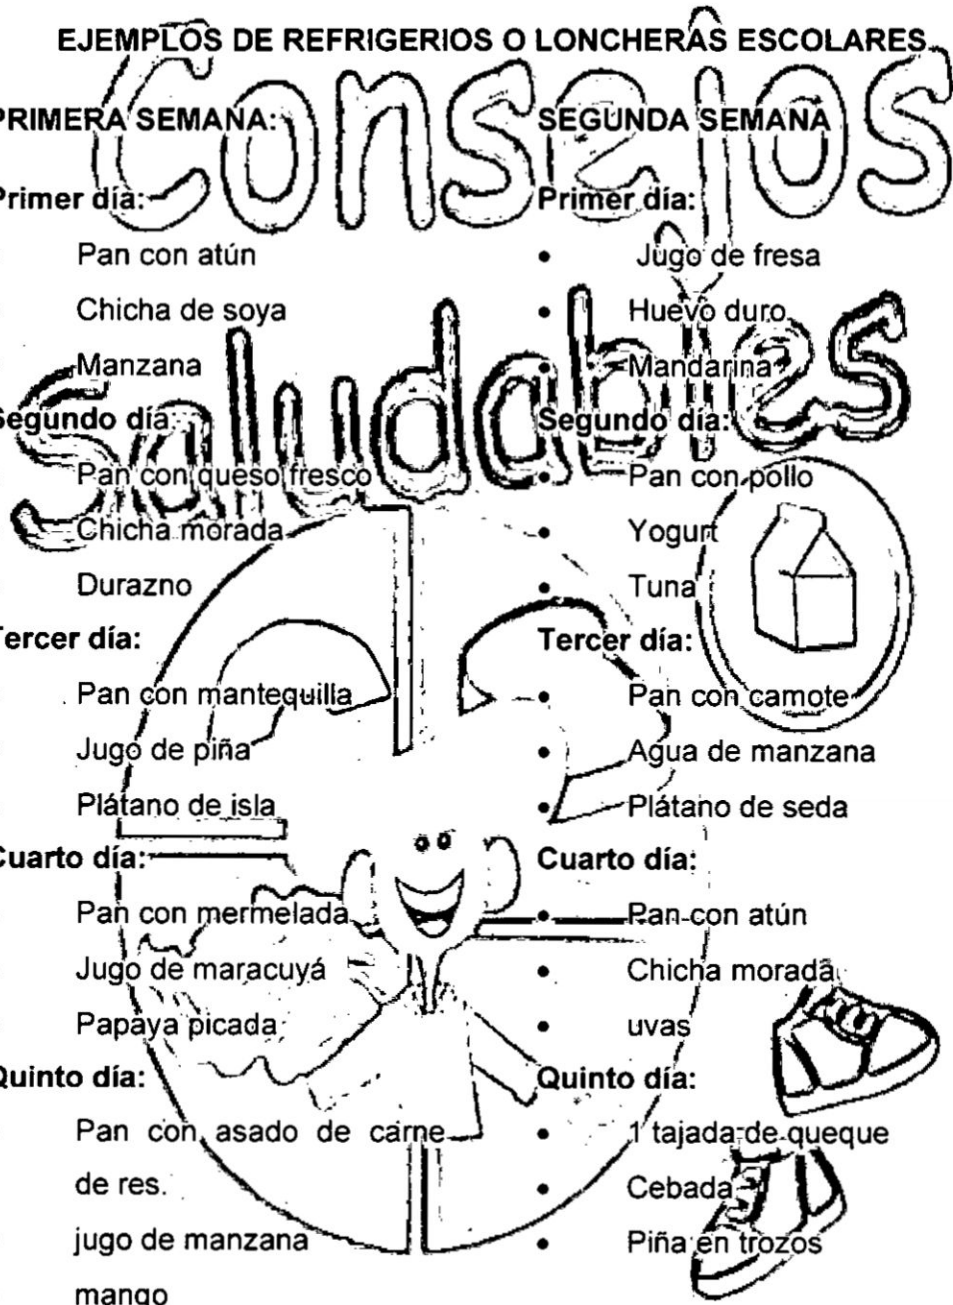 EJEMPLOS DE REFRIGERIOS O LONCHERAS ESCOLARES
Consejos
Saludables
PRIMERA SEMANA:
Primer día:
Pan con atún
Chicha de soya
Manzana
Segundo día:
Pan con queso fresco
Chicha morada
Durazno
Tercer día:
Pan con mantequilla
Jugo de piña
Plátano de isla
Cuarto día:
Pan con mermelada
Jugo de maracuyá
Papaya picada
Quinto día:
Pan con asado de carne
de res.
jugo de manzana
mango
SEGUNDA SEMANA
Primer día:
• Jugo de fresa
• Huevo duro
• Mandarina
Segundo día:
• Pan con pollo
• Yogurt
• Tuna
Tercer día:
• Pan con camote
• Agua de manzana
• Plátano de seda
Cuarto día:
• Pan con atún
• Chicha morada
• uvas
Quinto día:
• 1 tajada de queque
• Cebada
• Piña en trozos